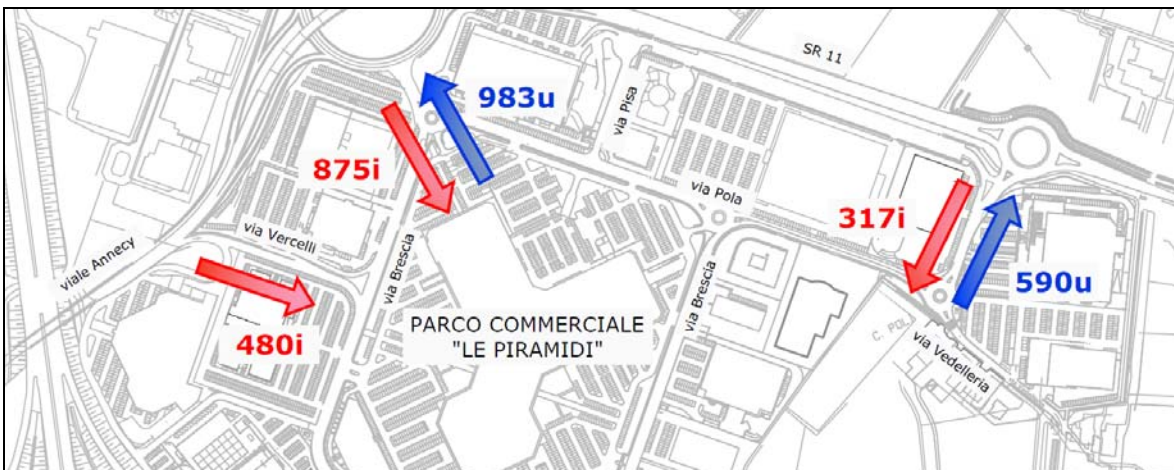 SR 11
983u
via Pisa
875i
via Pola
317i
via Vercelli
590u
viale Annecy
via Brescia
via Brescia
PARCO COMMERCIALE
"LE PIRAMIDI"
480i
C. POLI
via Vedelleria